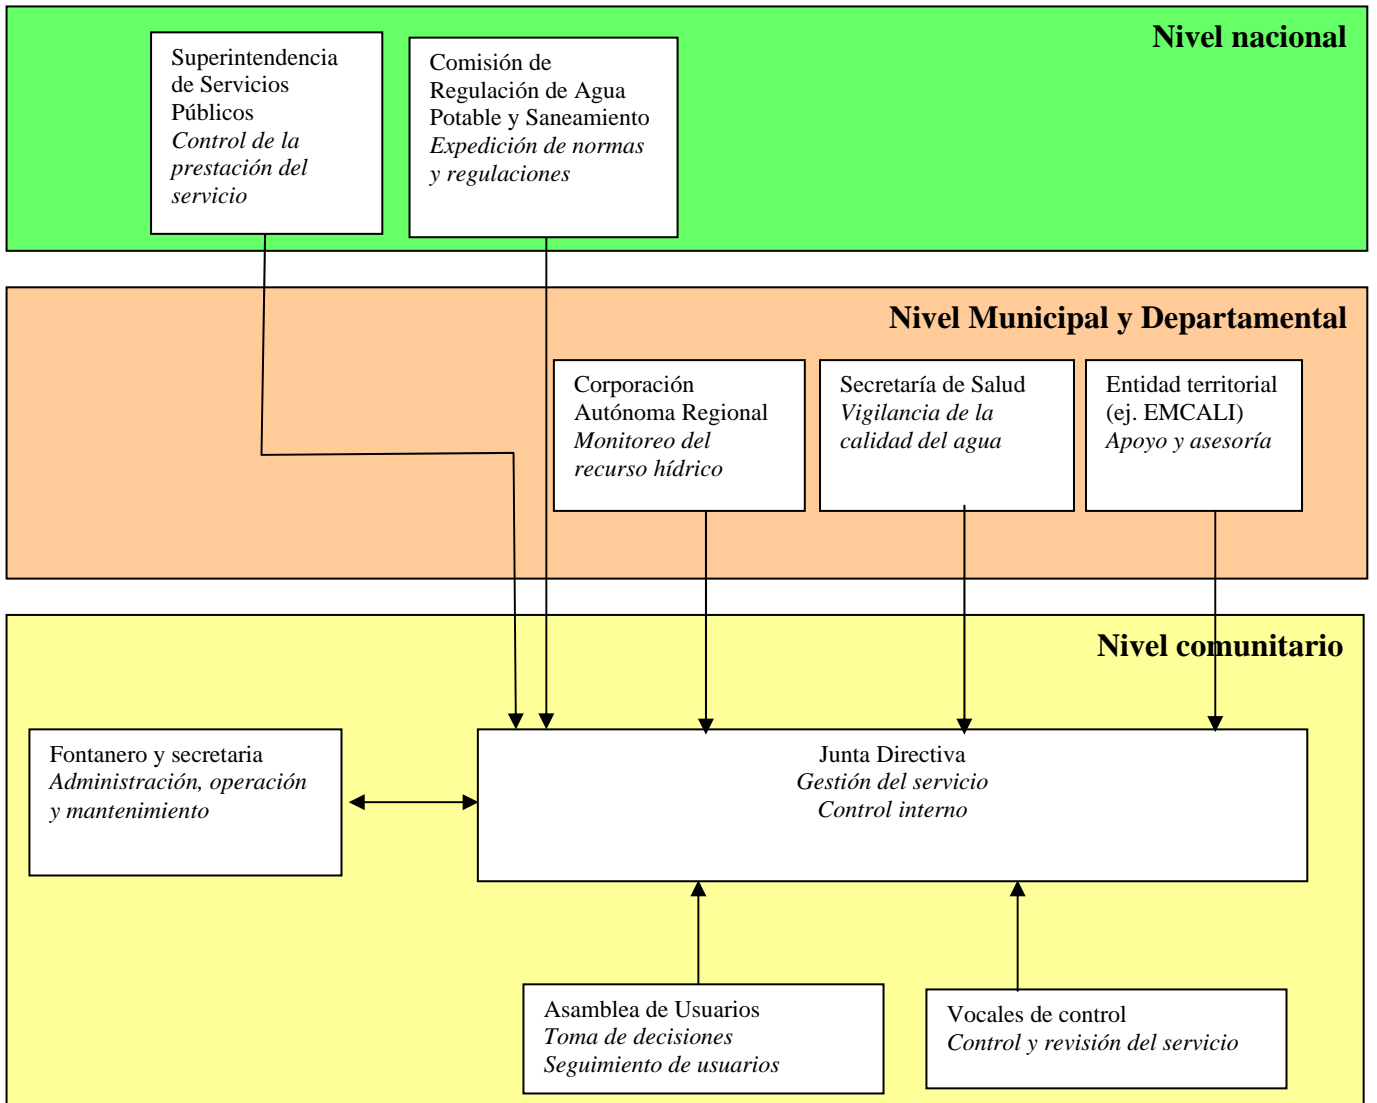 Nivel nacional
Superintendencia
de Servicios
Públicos
Control de la
prestación del
servicio
Comisión de
Regulación de Agua
Potable y Saneamiento
Expedición de normas
y regulaciones
Nivel Municipal y Departamental
Corporación
Autónoma Regional
Monitoreo del
recurso hídrico
Secretaría de Salud
Vigilancia de la
calidad del agua
Entidad territorial
(ej. EMCALI)
Apoyo y asesoría
Nivel comunitario
Fontanero y secretaria
Administración, operación
y mantenimiento
Junta Directiva
Gestión del servicio
Control interno
Asamblea de Usuarios
Toma de decisiones
Seguimiento de usuarios
Vocales de control
Control y revisión del servicio